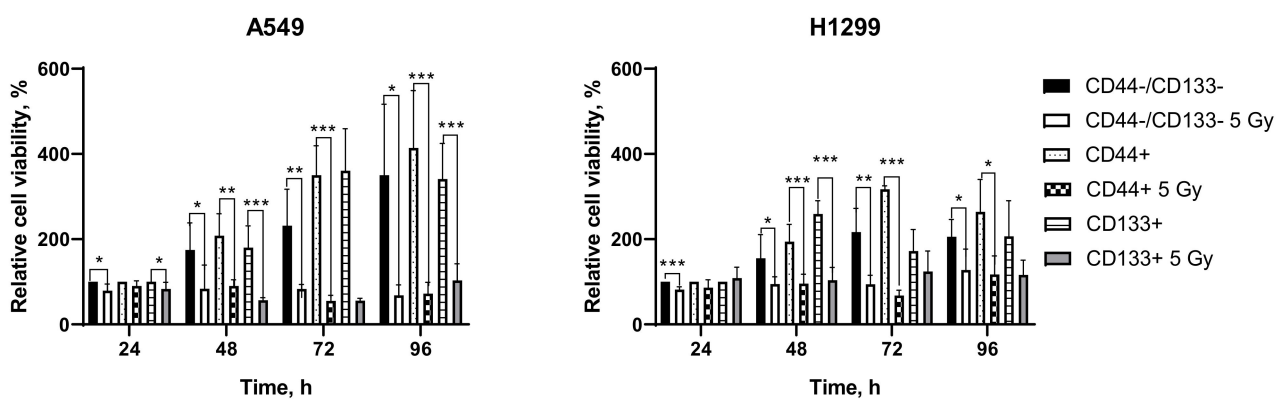 A549
Relative cell viability, %
600
400
200
0
* * * ** *** ** *** * *** ***
24 48 72 96
Time, h
H1299
Relative cell viability, %
600
400
200
0
*** * *** *** ** *** * *
24 48 72 96
Time, h
CD44-/CD133-
CD44-/CD133- 5 Gy
CD44+
CD44+ 5 Gy
CD133+
CD133+ 5 Gy